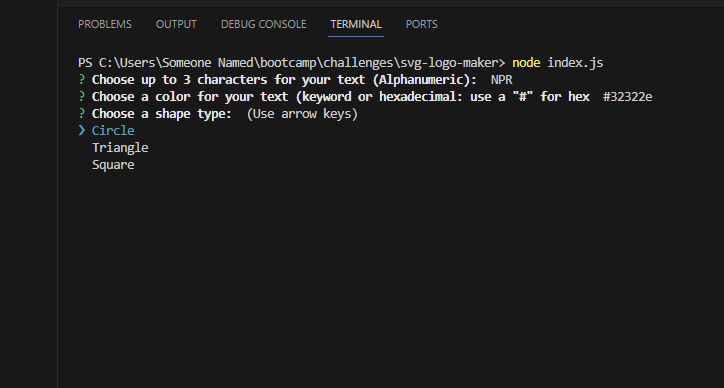 PROBLEMS OUTPUT DEBUG CONSOLE TERMINAL PORTS
PS C:\Users\Someone Named\bootcamp\challenges\svg-logo-maker> node index.js
? Choose up to 3 characters for your text (Alphanumeric):  NPR
? Choose a color for your text (keyword or hexadecimal: use a "#" for hex  #32322e
? Choose a shape type:  (Use arrow keys)
❯ Circle
  Triangle
  Square